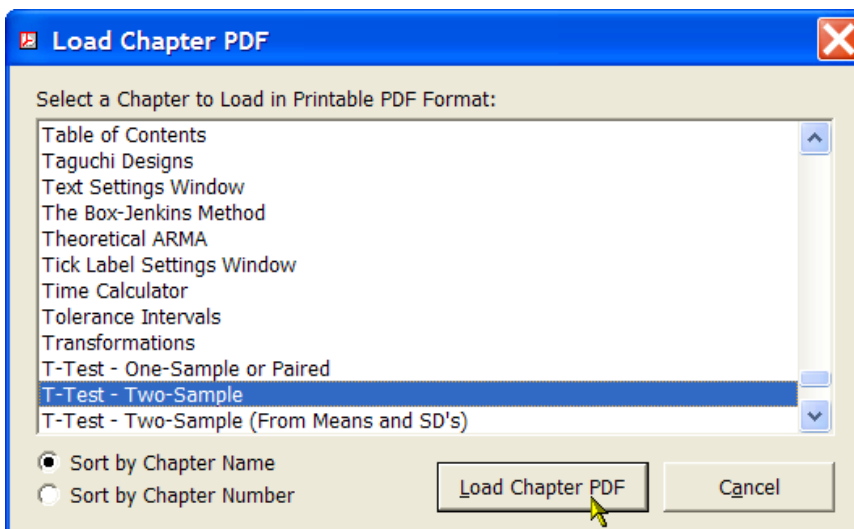 Load Chapter PDF
Select a Chapter to Load in Printable PDF Format:
Table of Contents
Taguchi Designs
Text Settings Window
The Box-Jenkins Method
Theoretical ARMA
Tick Label Settings Window
Time Calculator
Tolerance Intervals
Transformations
T-Test - One-Sample or Paired
T-Test - Two-Sample
T-Test - Two-Sample (From Means and SD's)
Sort by Chapter Name
Sort by Chapter Number
Load Chapter PDF
Cancel